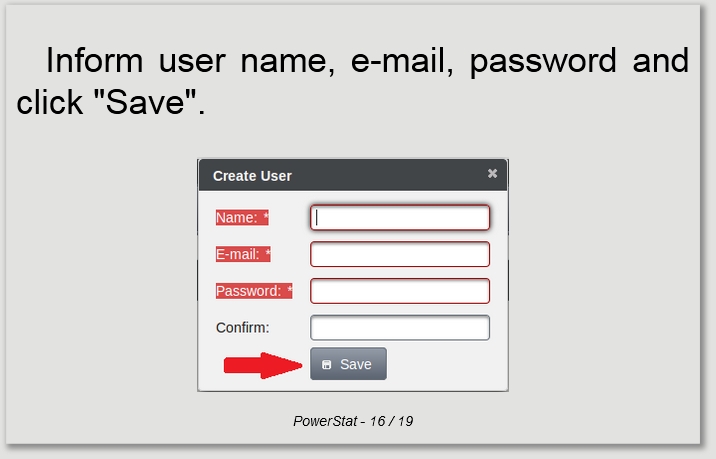 Inform user name, e-mail, password and
click "Save".
Create User
Name: *
E-mail: *
Password: *
Confirm:
Save
PowerStat - 16 / 19